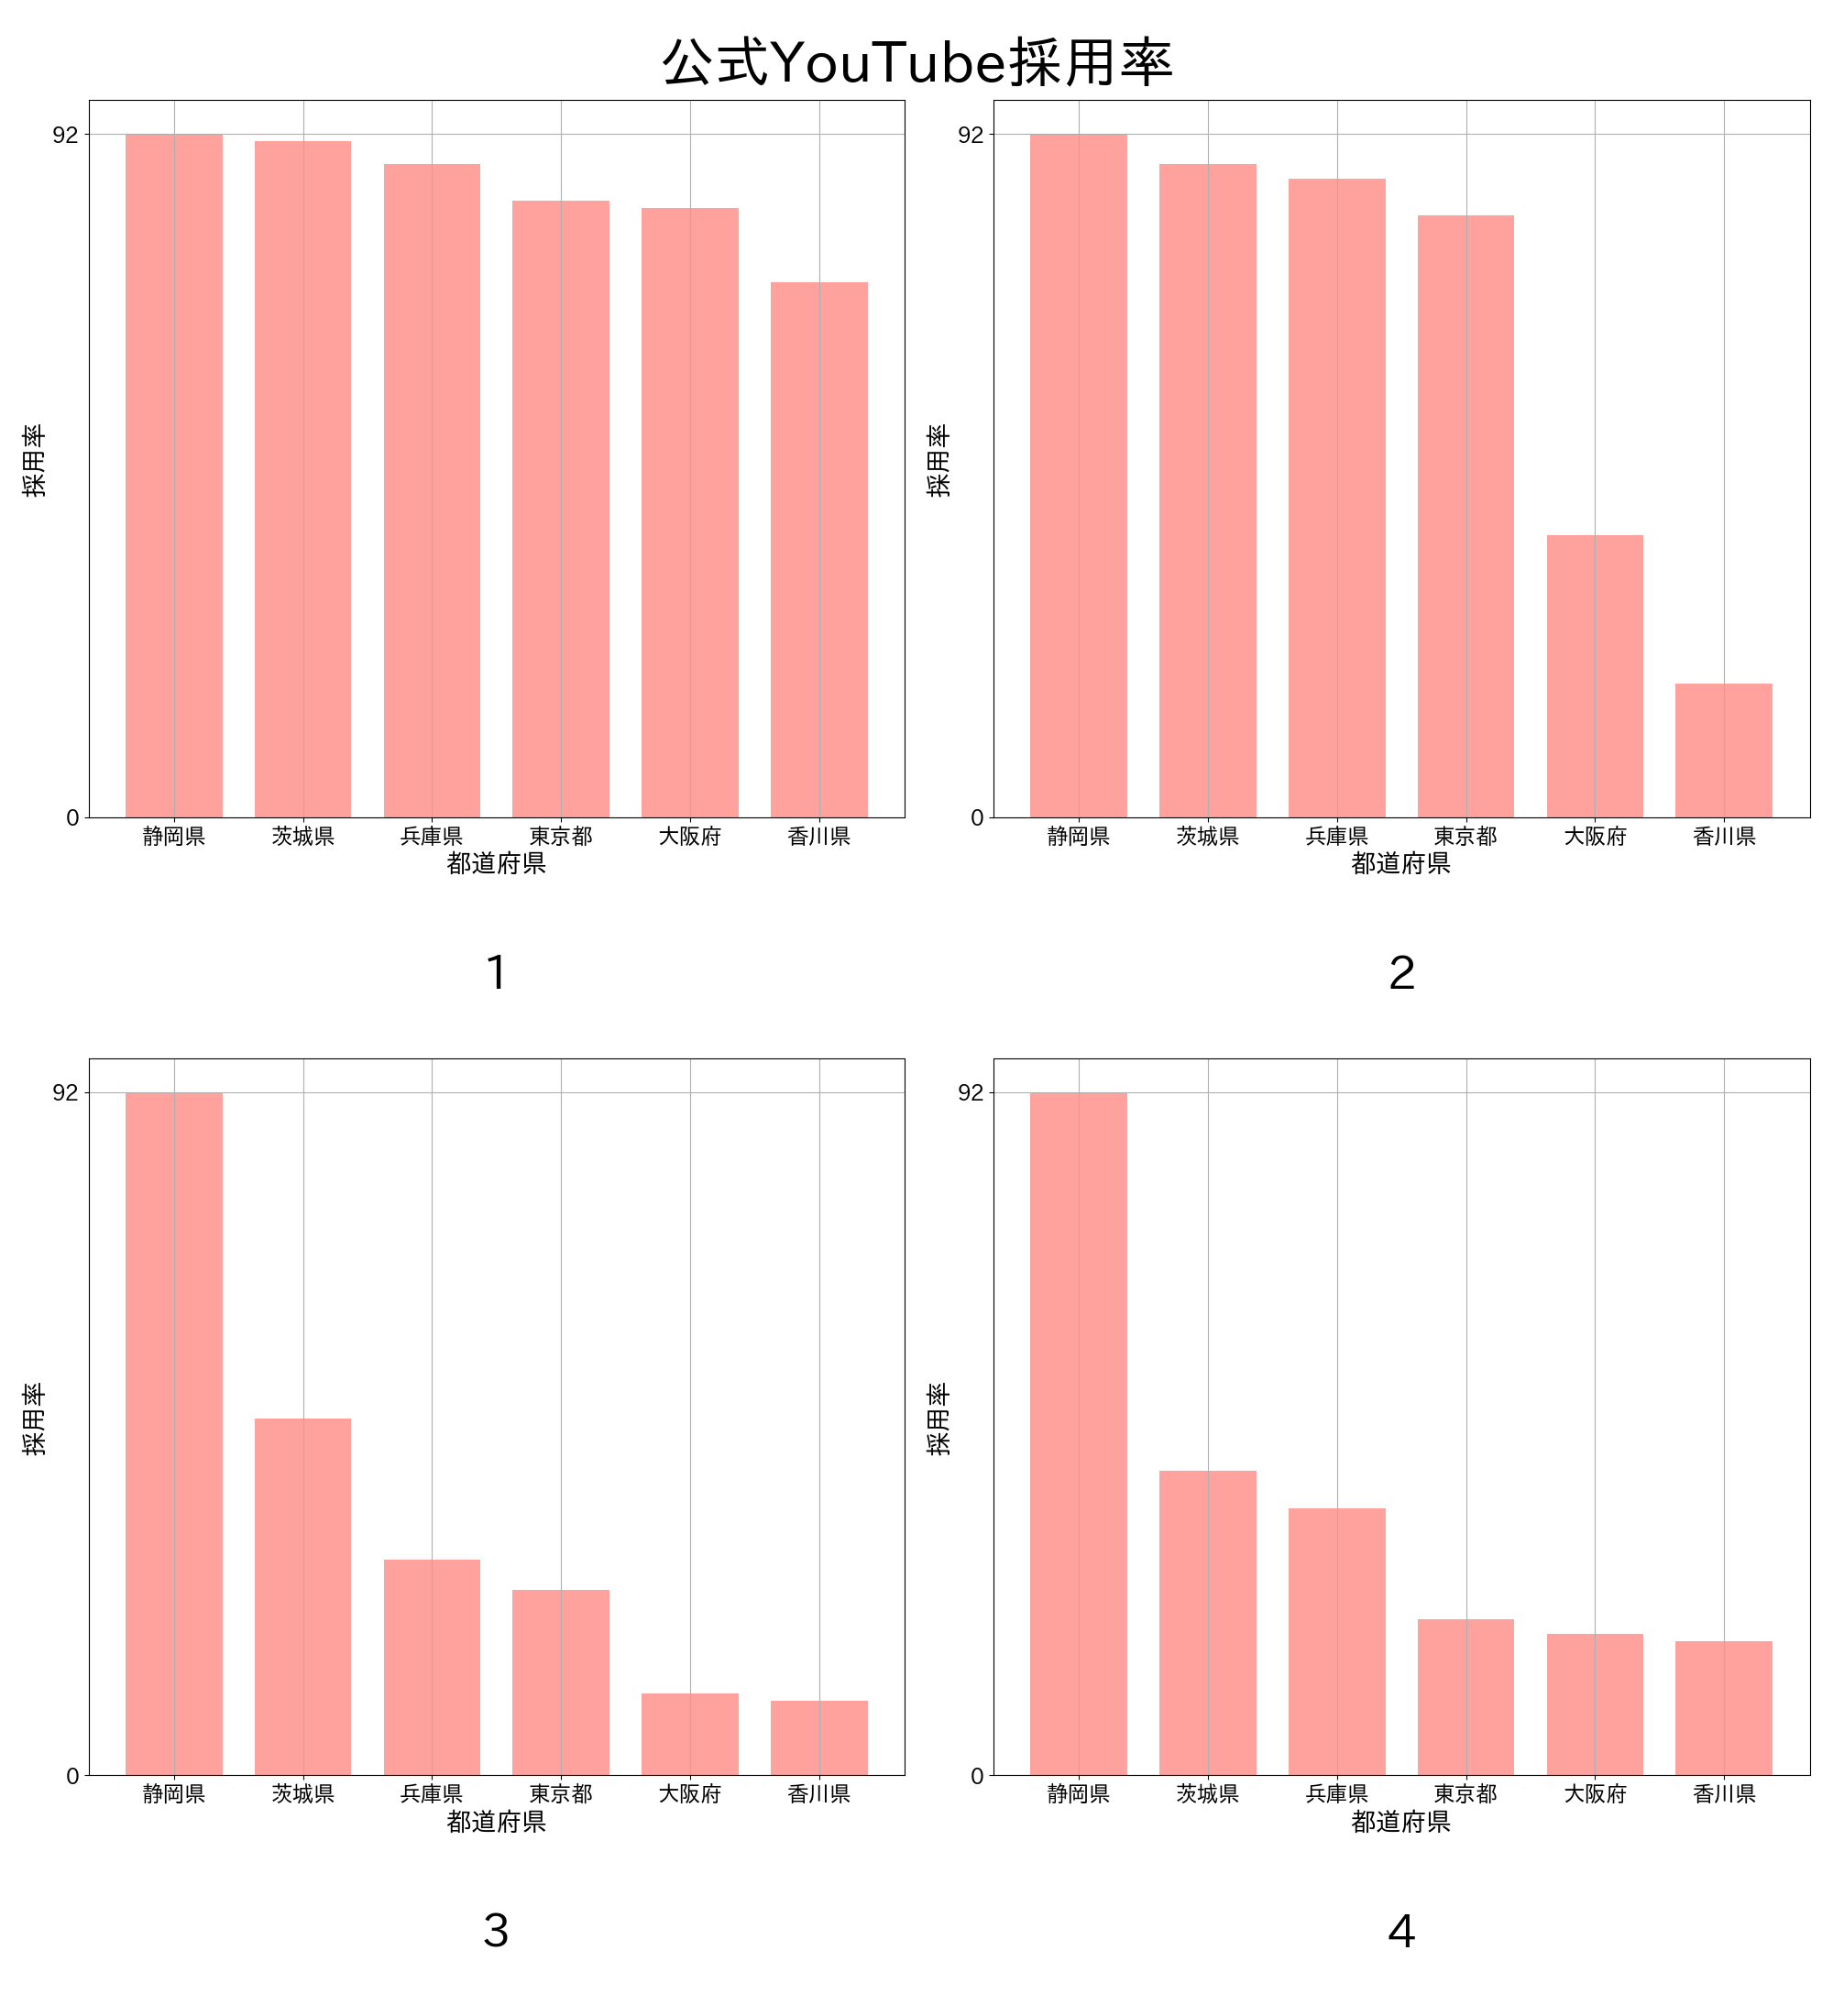 公式YouTube採用率
92
採用率
0
静岡県 茨城県 兵庫県 東京都 大阪府 香川県
都道府県
1
92
採用率
0
静岡県 茨城県 兵庫県 東京都 大阪府 香川県
都道府県
2
92
採用率
0
静岡県 茨城県 兵庫県 東京都 大阪府 香川県
都道府県
3
92
採用率
0
静岡県 茨城県 兵庫県 東京都 大阪府 香川県
都道府県
4